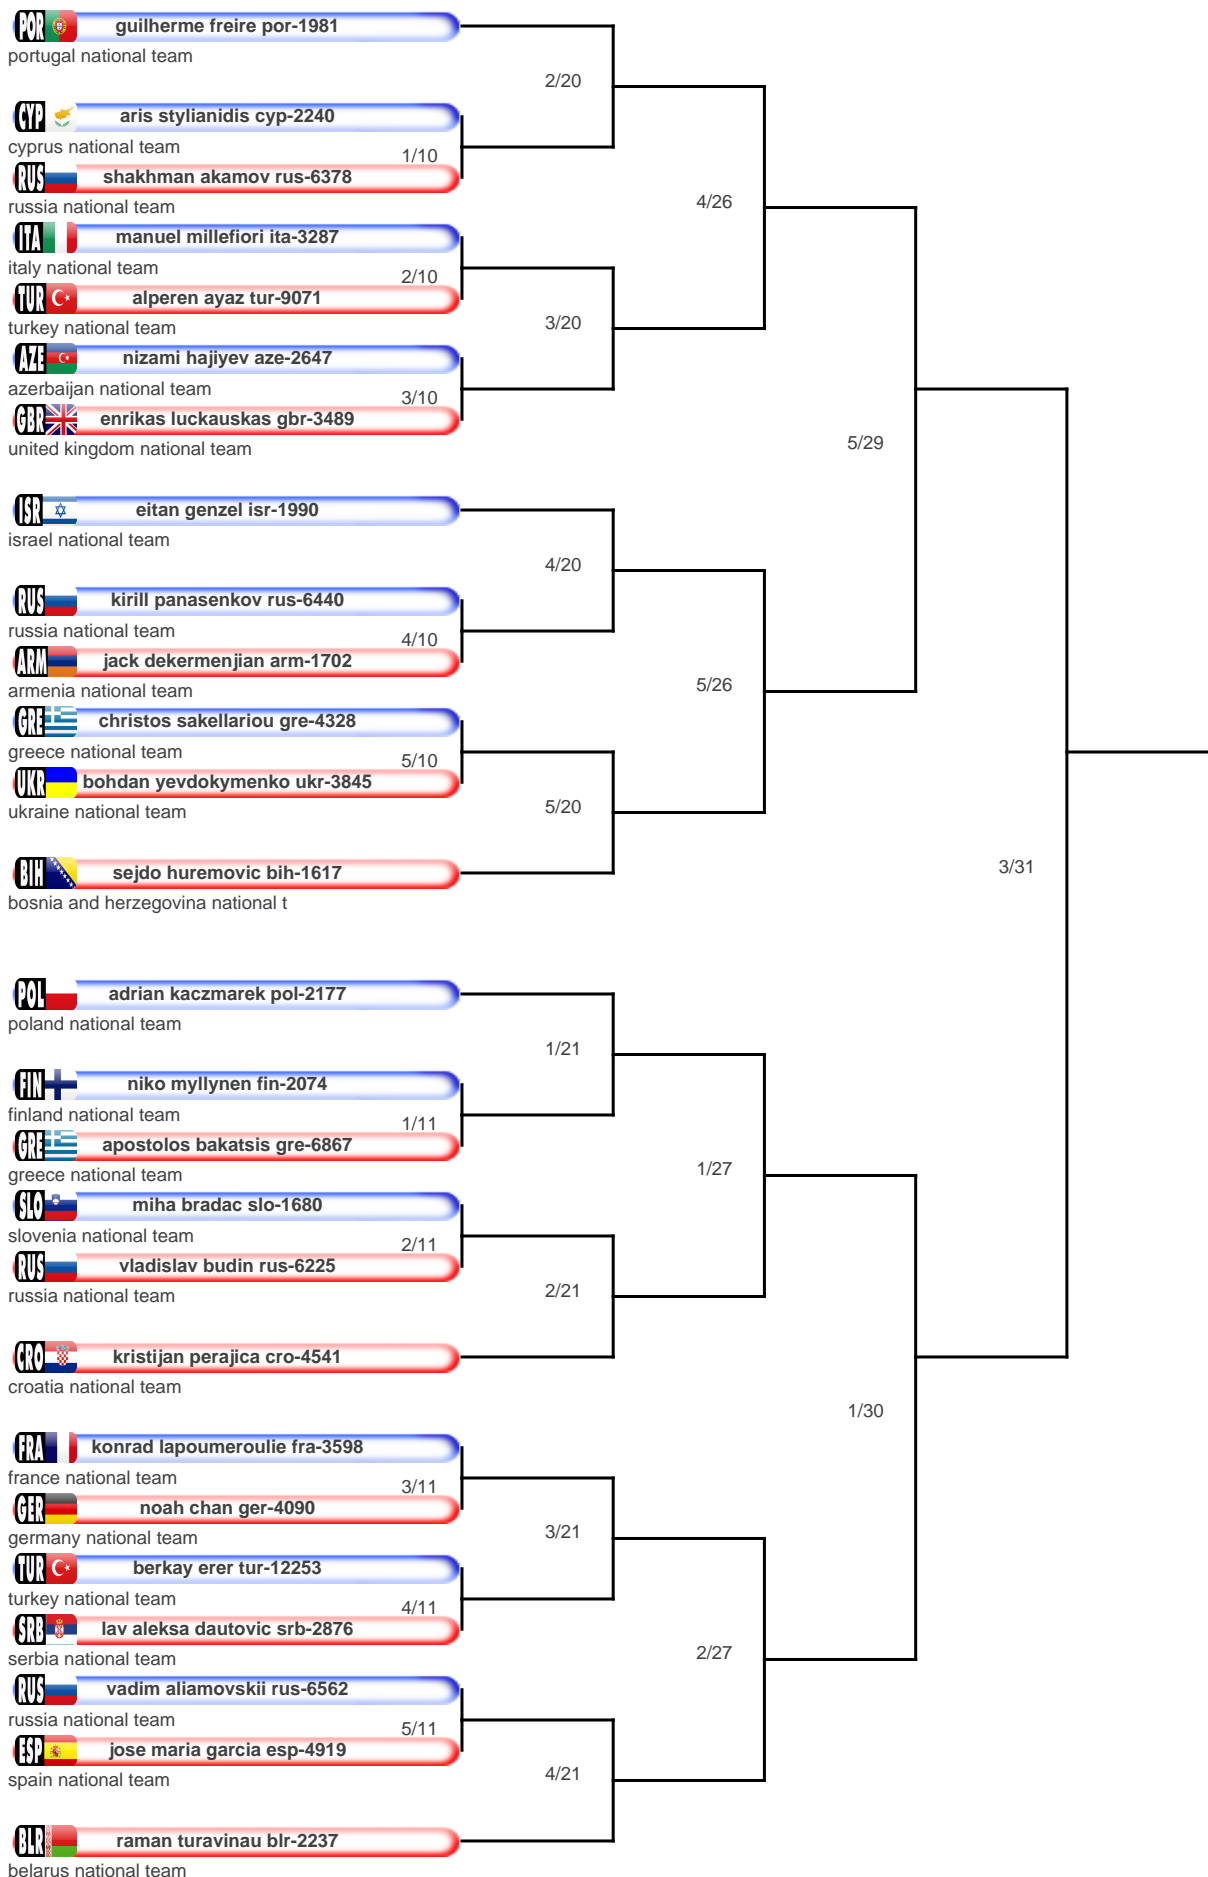 POR guilherme freire por-1981
portugal national team
2/20
CYP aris stylianidis cyp-2240
cyprus national team
1/10
RUS shakhman akamov rus-6378
russia national team
4/26
ITA manuel millefiori ita-3287
italy national team
2/10
TUR alperen ayaz tur-9071
turkey national team
3/20
AZE nizami hajiyev aze-2647
azerbaijan national team
3/10
GBR enrikas luckauskas gbr-3489
united kingdom national team
5/29
ISR eitan genzel isr-1990
israel national team
4/20
RUS kirill panasenkov rus-6440
russia national team
4/10
ARM jack dekermenjian arm-1702
armenia national team
5/26
GRE christos sakellariou gre-4328
greece national team
5/10
UKR bohdan yevdokymenko ukr-3845
ukraine national team
5/20
BIH sejdo huremovic bih-1617
bosnia and herzegovina national t
3/31
POL adrian kaczmarek pol-2177
poland national team
1/21
FIN niko myllynen fin-2074
finland national team
1/11
GRE apostolos bakatsis gre-6867
greece national team
1/27
SLO miha bradac slo-1680
slovenia national team
2/11
RUS vladislav budin rus-6225
russia national team
2/21
CRO kristijan perajica cro-4541
croatia national team
1/30
FRA konrad lapoumeroulie fra-3598
france national team
3/11
GER noah chan ger-4090
germany national team
3/21
TUR berkay erer tur-12253
turkey national team
4/11
SRB lav aleksa dautovic srb-2876
serbia national team
2/27
RUS vadim aliamovskii rus-6562
russia national team
5/11
ESP jose maria garcia esp-4919
spain national team
4/21
BLR raman turavinau blr-2237
belarus national team